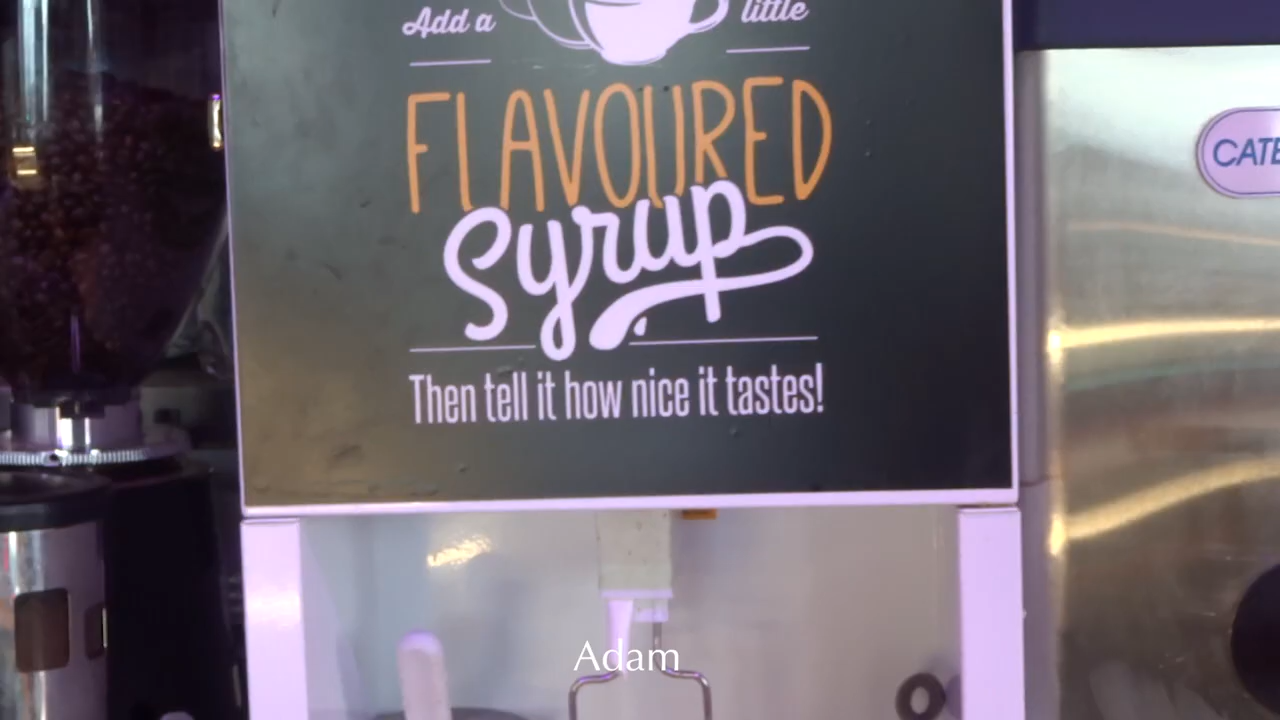 Add a little
FLAVOURED
Syrup
Then tell it how nice it tastes!
CATE
Adam